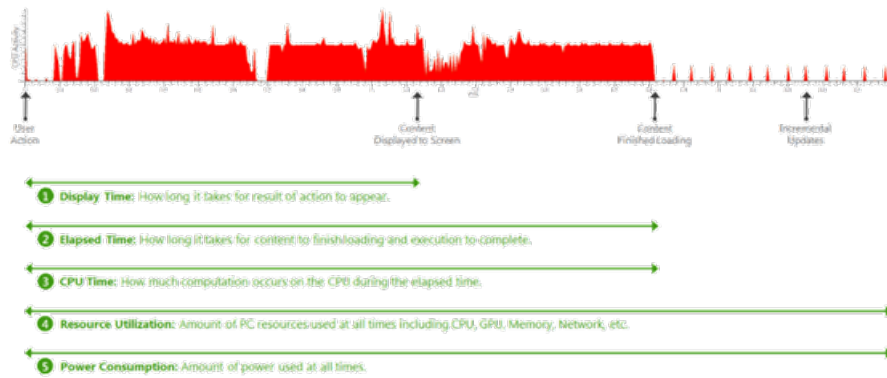 CPU Activity
User
Action
Content
Displayed to Screen
Content
Finished Loading
Incremental
Updates
1 Display Time: How long it takes for result of action to appear.
2 Elapsed Time: How long it takes for content to finish loading and execution to complete.
3 CPU Time: How much computation occurs on the CPU during the elapsed time.
4 Resource Utilization: Amount of PC resources used at all times including CPU, GPU, Memory, Network, etc.
5 Power Consumption: Amount of power used at all times.